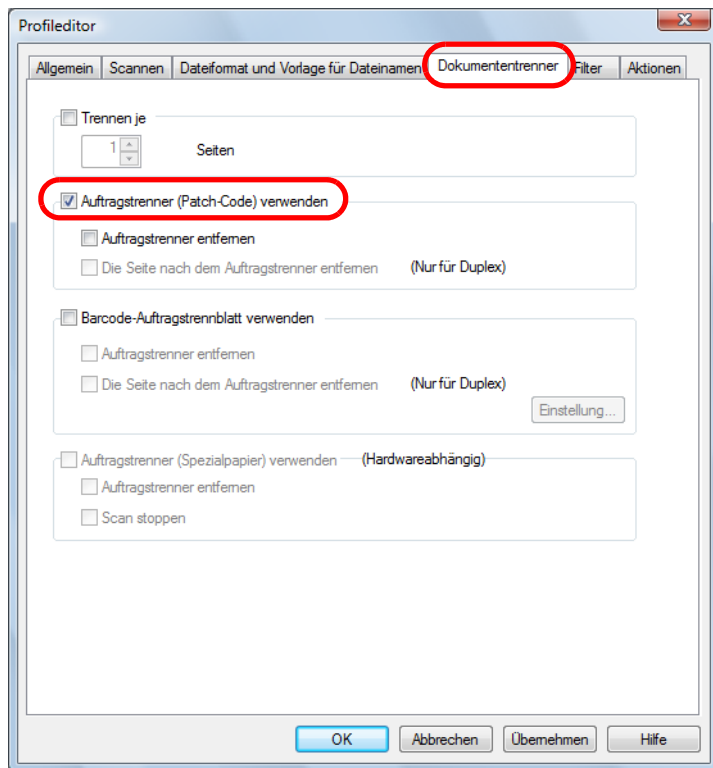 Profileditor
Allgemein Scannen Dateiformat und Vorlage für Dateinamen Dokumententrenner Filter Aktionen
Trennen je
1 Seiten
Auftragstrenner (Patch-Code) verwenden
Auftragstrenner entfernen
Die Seite nach dem Auftragstrenner entfernen (Nur für Duplex)
Barcode-Auftragstrennblatt verwenden
Auftragstrenner entfernen
Die Seite nach dem Auftragstrenner entfernen (Nur für Duplex)
Einstellung...
Auftragstrenner (Spezialpapier) verwenden (Hardwareabhängig)
Auftragstrenner entfernen
Scan stoppen
OK Abbrechen Übernehmen Hilfe